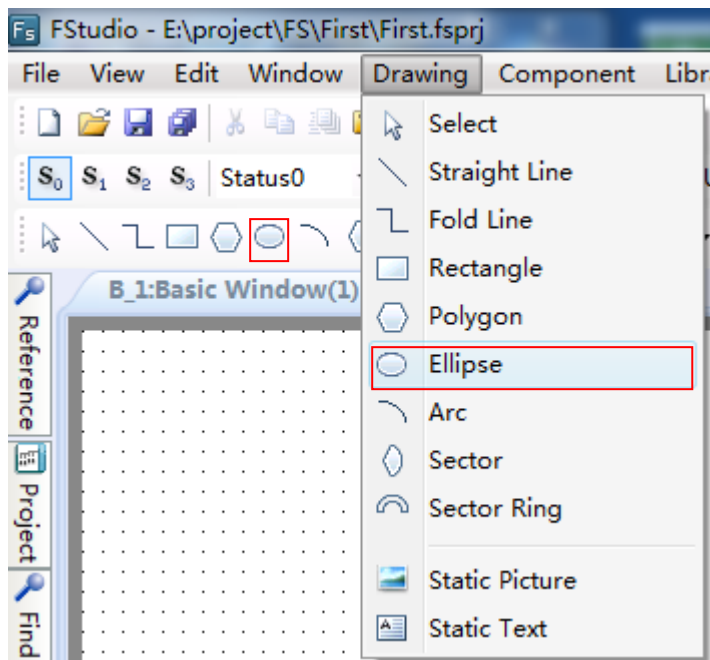 FS FStudio - E:\project\FS\First\First.fsprj
File View Edit Window Drawing Component Libr
S0 S1 S2 S3 Status0
B_1:Basic Window(1)
Reference
Project
Find
Select
Straight Line
Fold Line
Rectangle
Polygon
Ellipse
Arc
Sector
Sector Ring
Static Picture
A Static Text